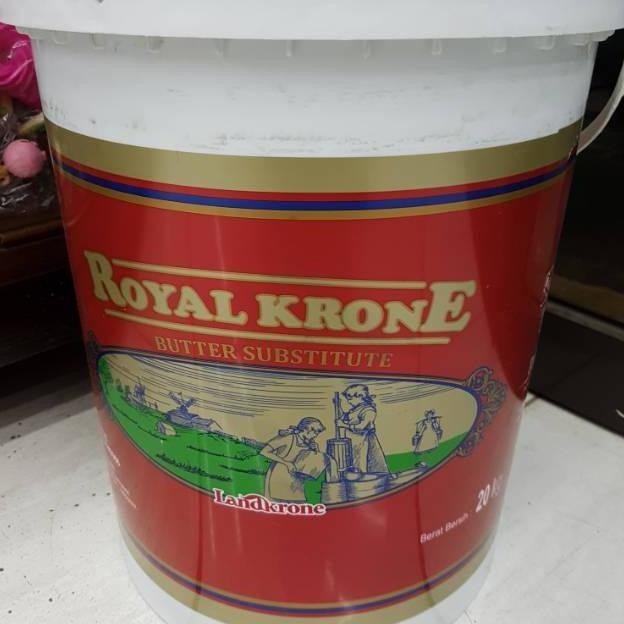 ROYAL KRONE
BUTTER SUBSTITUTE
Landkrone
Berat Bersih : 20 kg